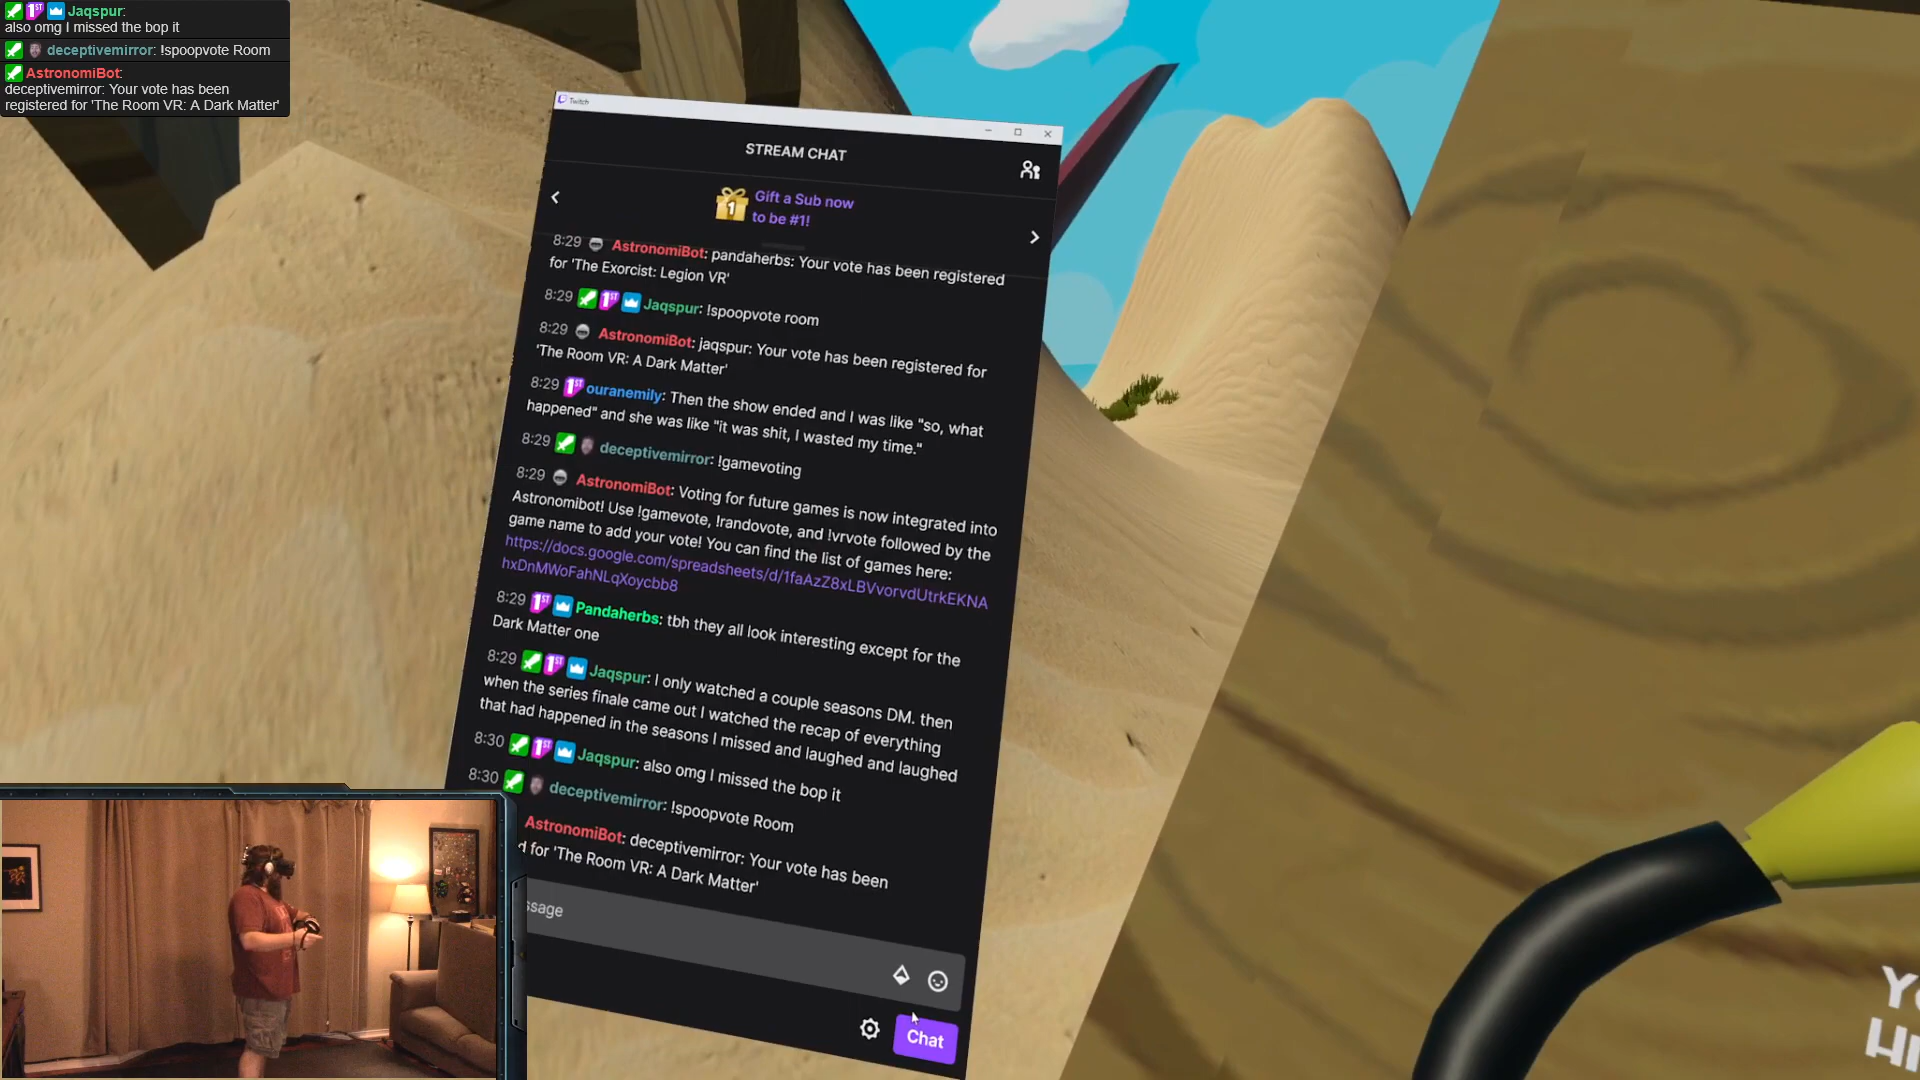 Jaqspur:
also omg I missed the bop it
deceptivemirror: !spoopvote Room
AstronomiBot:
deceptivemirror: Your vote has been
registered for 'The Room VR: A Dark Matter'
Twitch
STREAM CHAT
1
Gift a Sub now
to be #1!
8:29 AstronomiBot: pandaherbs: Your vote has been registered
for 'The Exorcist: Legion VR'
8:29 1ST Jaqspur: !spoopvote room
8:29 AstronomiBot: jaqspur: Your vote has been registered for
'The Room VR: A Dark Matter'
8:29 1ST ouranemily: Then the show ended and I was like "so, what
happened" and she was like "it was shit, I wasted my time."
8:29 deceptivemirror: !gamevoting
8:29 AstronomiBot: Voting for future games is now integrated into
Astronomibot! Use !gamevote, !randovote, and !vrvote followed by the
game name to add your vote! You can find the list of games here:
https://docs.google.com/spreadsheets/d/1faAzZ8xLBVvorvdUtrkEKNA
hxDnMWoFahNLqXoycbb8
8:29 1ST Pandaherbs: tbh they all look interesting except for the
Dark Matter one
8:29 1ST Jaqspur: I only watched a couple seasons DM. then
when the series finale came out I watched the recap of everything
that had happened in the seasons I missed and laughed and laughed
8:30 1ST Jaqspur: also omg I missed the bop it
8:30 deceptivemirror: !spoopvote Room
AstronomiBot: deceptivemirror: Your vote has been
d for 'The Room VR: A Dark Matter'
ssage
Chat